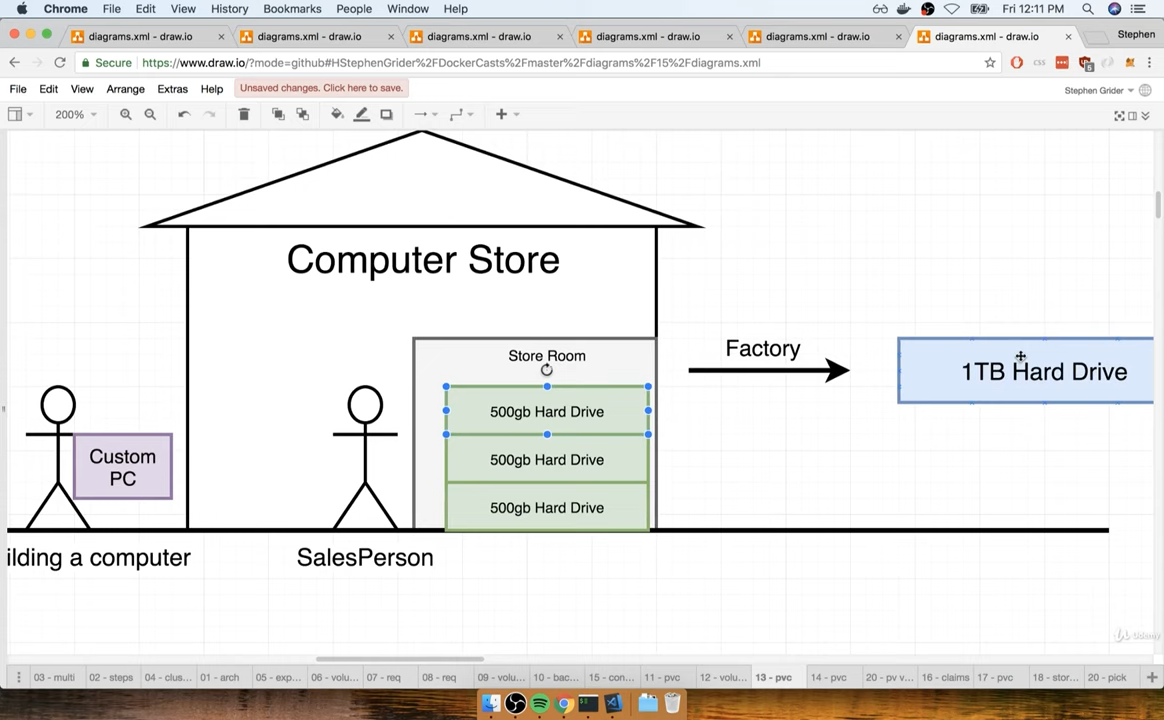 Chrome File Edit View History Bookmarks People Window Help Fri 12:11 PM
diagrams.xml - draw.io diagrams.xml - draw.io diagrams.xml - draw.io diagrams.xml - draw.io diagrams.xml - draw.io diagrams.xml - draw.io Stephen
Secure https://www.draw.io/?mode=github#HStephenGrider%2FDockerCasts%2Fmaster%2Fdiagrams%2F15%2Fdiagrams.xml
File Edit View Arrange Extras Help Unsaved changes. Click here to save. Stephen Grider
200%
Computer Store
Store Room
Factory
1TB Hard Drive
500gb Hard Drive
500gb Hard Drive
500gb Hard Drive
Custom
PC
ilding a computer
SalesPerson
Udemy
03 - multi 02 - steps 04 - clus... 01 - arch 05 - exp... 06 - volu... 07 - req 08 - req 09 - volu... 10 - bac... 15 - con... 11 - pvc 12 - volu... 13 - pvc 14 - pvc 20 - pv v... 16 - claims 17 - pvc 18 - stor... 20 - pick